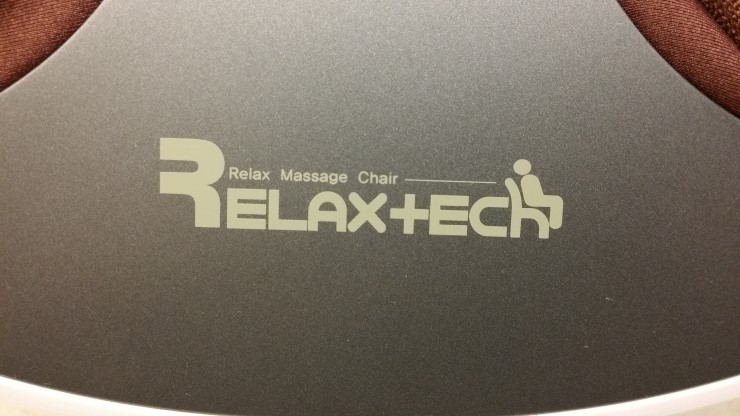 Relax Massage Chair
RELAX+ECh